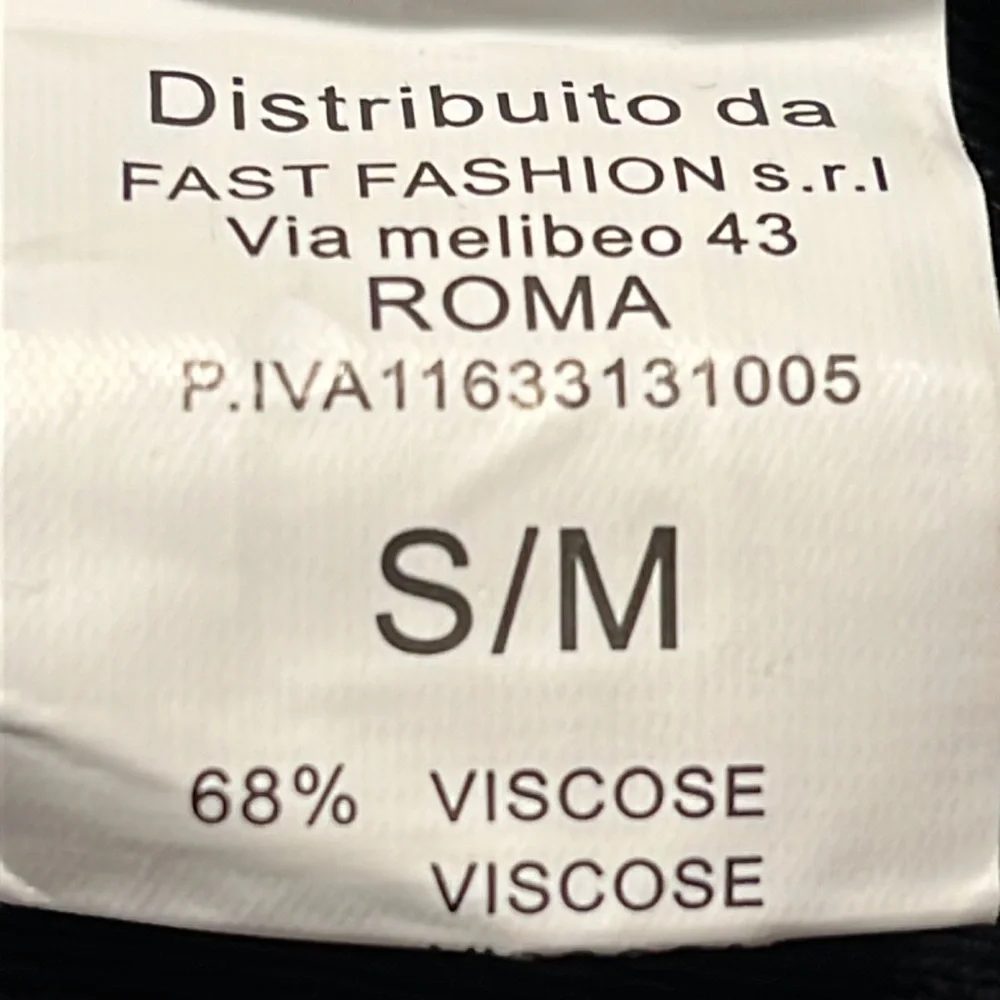 Distribuito da
FAST FASHION s.r.l
Via melibeo 43
ROMA
P.IVA11633131005
S/M
68% VISCOSE
VISCOSE